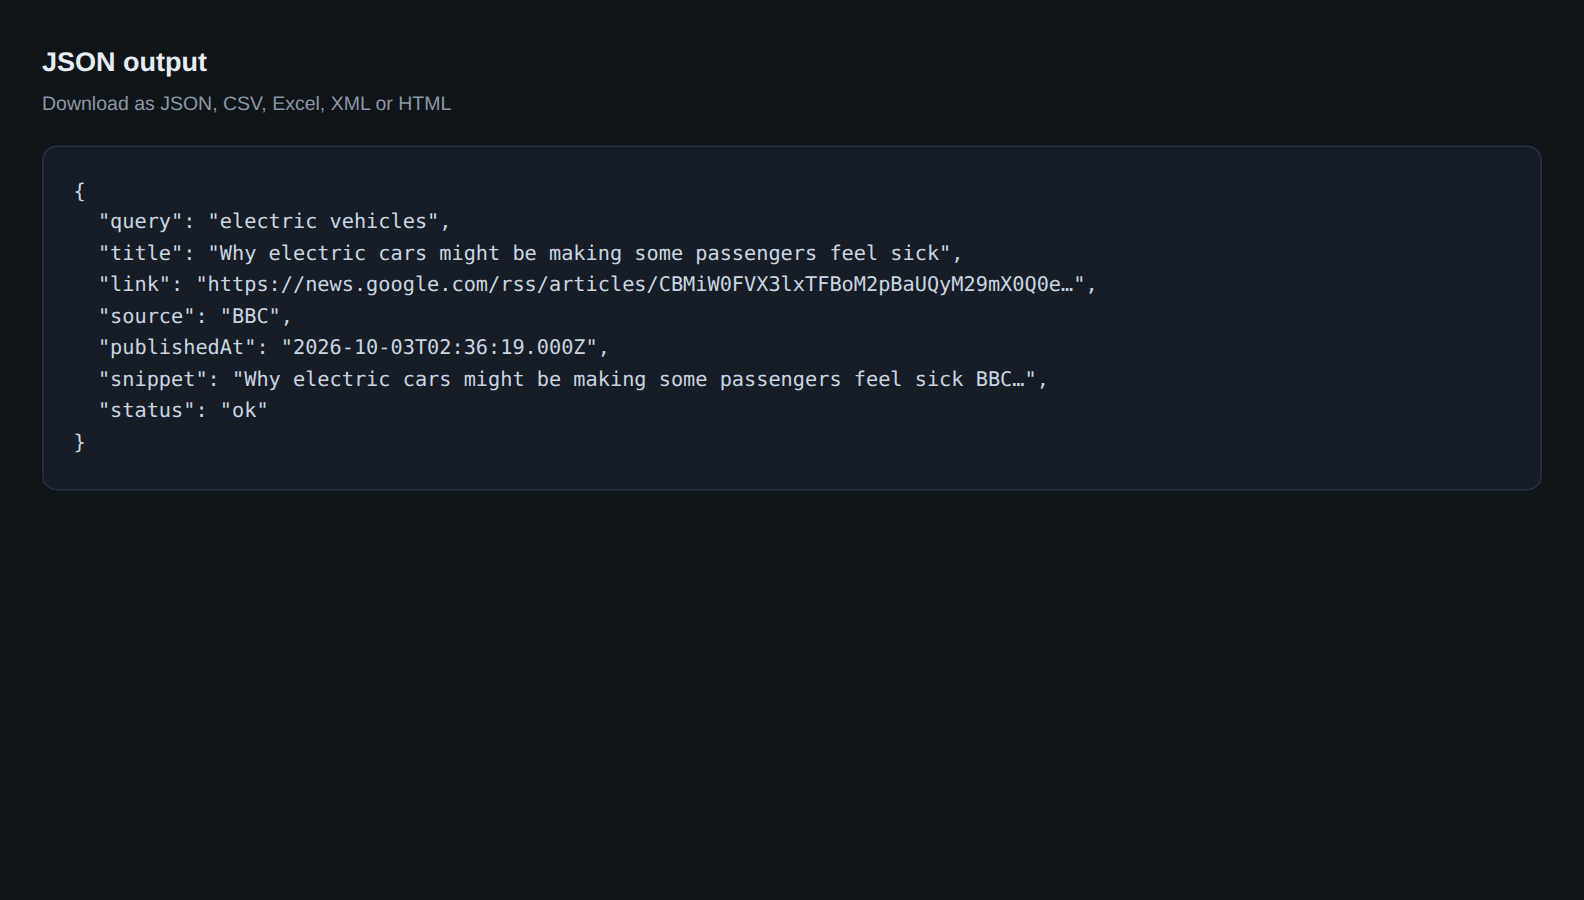 JSON output
Download as JSON, CSV, Excel, XML or HTML
{
  "query": "electric vehicles",
  "title": "Why electric cars might be making some passengers feel sick",
  "link": "https://news.google.com/rss/articles/CBMiW0FVX3lxTFBoM2pBaUQyM29mX0Q0e…",
  "source": "BBC",
  "publishedAt": "2026-10-03T02:36:19.000Z",
  "snippet": "Why electric cars might be making some passengers feel sick BBC…",
  "status": "ok"
}